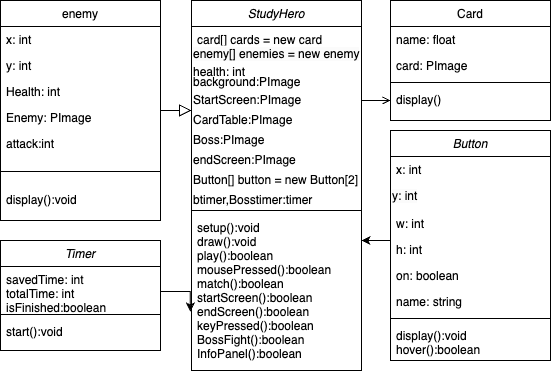 enemy
x: int
y: int
Health: int
Enemy: PImage
attack:int
display():void
StudyHero
card[] cards = new card
enemy[] enemies = new enemy
health: int
background:PImage
StartScreen:PImage
CardTable:PImage
Boss:PImage
endScreen:PImage
Button[] button = new Button[2]
btimer,Bosstimer:timer
setup():void
draw():void
play():boolean
mousePressed():boolean
match():boolean
startScreen():boolean
endScreen():boolean
keyPressed():boolean
BossFight():boolean
InfoPanel():boolean
Card
name: float
card: PImage
display()
Button
x: int
y: int
w: int
h: int
on: boolean
name: string
display():void
hover():boolean
Timer
savedTime: int
totalTime: int
isFinished:boolean
start():void